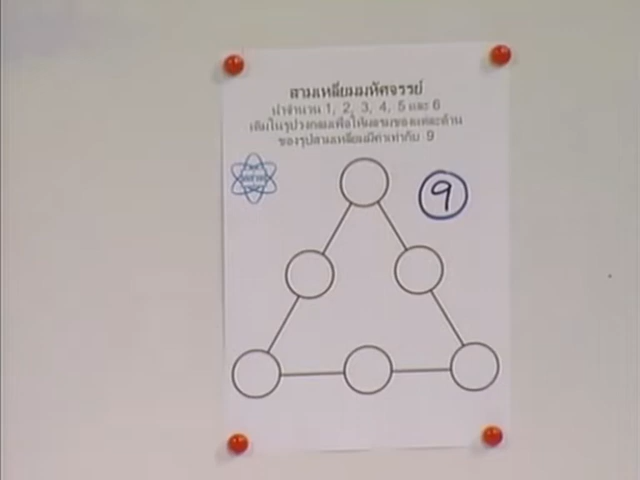 สามเหลี่ยมมหัศจรรย์
นำจำนวน 1, 2, 3, 4, 5 และ 6
เติมในรูปวงกลมเพื่อให้ผลรวมของแต่ละด้าน
ของรูปสามเหลี่ยมมีค่าเท่ากับ 9
9